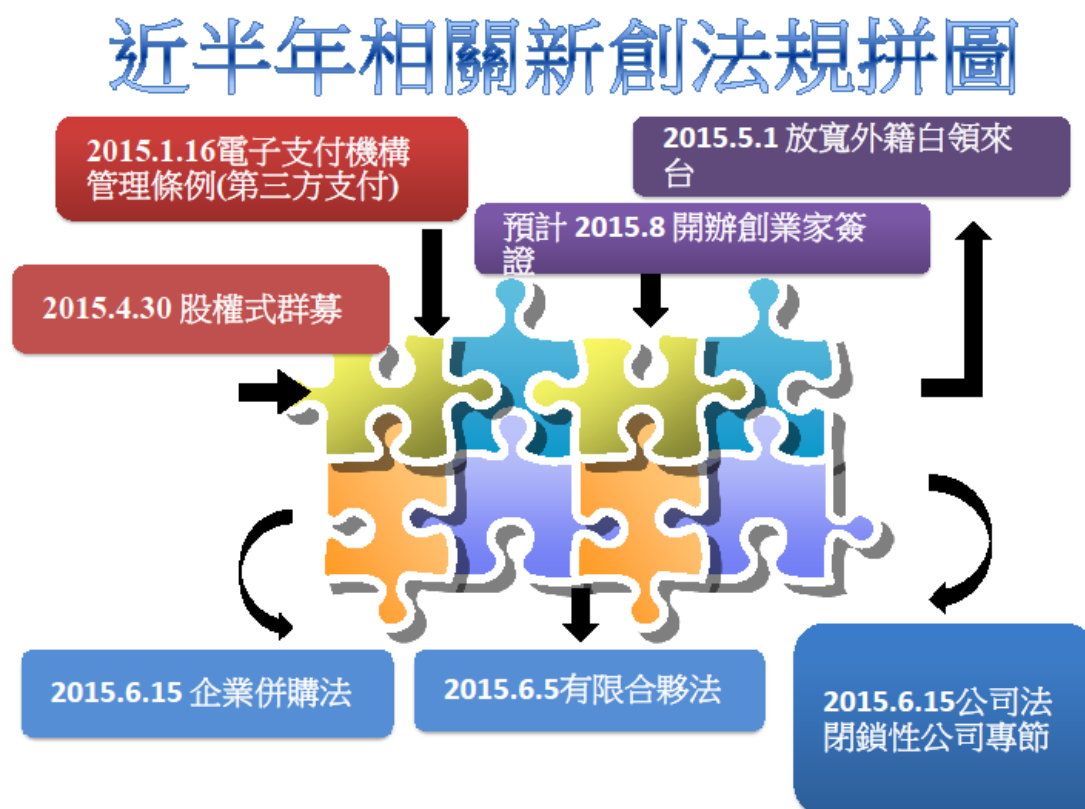 近半年相關新創法規拼圖
2015.1.16電子支付機構
管理條例(第三方支付)
2015.5.1 放寬外籍白領來
台
預計 2015.8 開辦創業家簽
證
2015.4.30 股權式群募
2015.6.15 企業併購法
2015.6.5有限合夥法
2015.6.15公司法
閉鎖性公司專節